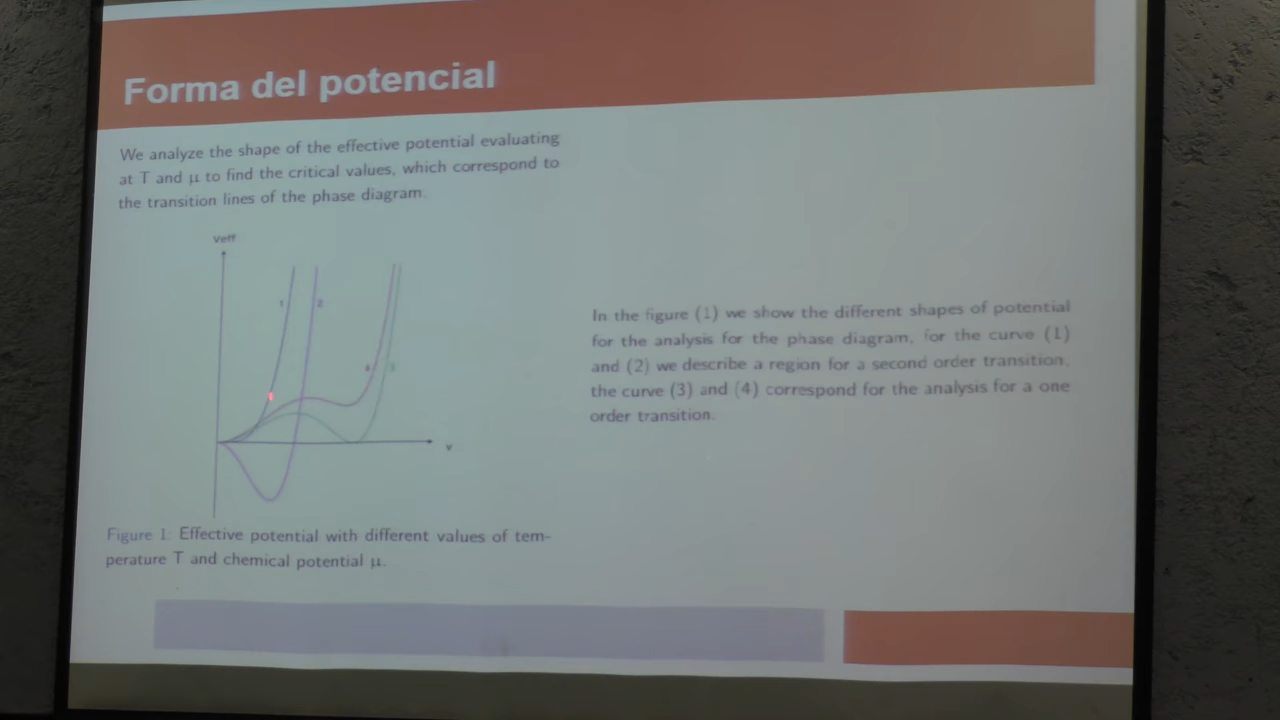 Forma del potencial
We analyze the shape of the effective potential evaluating
at T and μ to find the critical values, which correspond to
the transition lines of the phase diagram.
Veff
1
2
4
3
v
In the figure (1) we show the different shapes of potential
for the analysis for the phase diagram, for the curve (1)
and (2) we describe a region for a second order transition,
the curve (3) and (4) correspond for the analysis for a one
order transition.
Figure 1: Effective potential with different values of tem-
perature T and chemical potential μ.